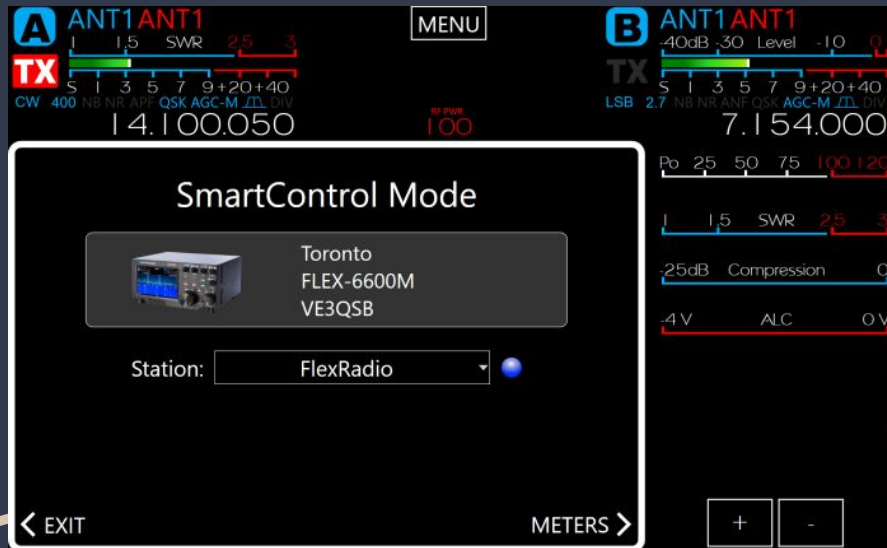 A ANT1 ANT1
1 1.5 SWR 2.5 3
TX
S 1 3 5 7 9+20+40
CW 400 NB NR APF QSK AGC-M DIV
14.100.050
MENU
RF PWR
100
B ANT1 ANT1
-40dB -30 Level -10 0
TX
S 1 3 5 7 9+20+40
LSB 2.7 NB NR ANF QSK AGC-M DIV
7.154.000
SmartControl Mode
Toronto
FLEX-6600M
VE3QSB
Station: FlexRadio
EXIT
METERS
Po 25 50 75 100 120
1 1.5 SWR 2.5 3
-25dB Compression 0
-4 V ALC 0 V
+ -